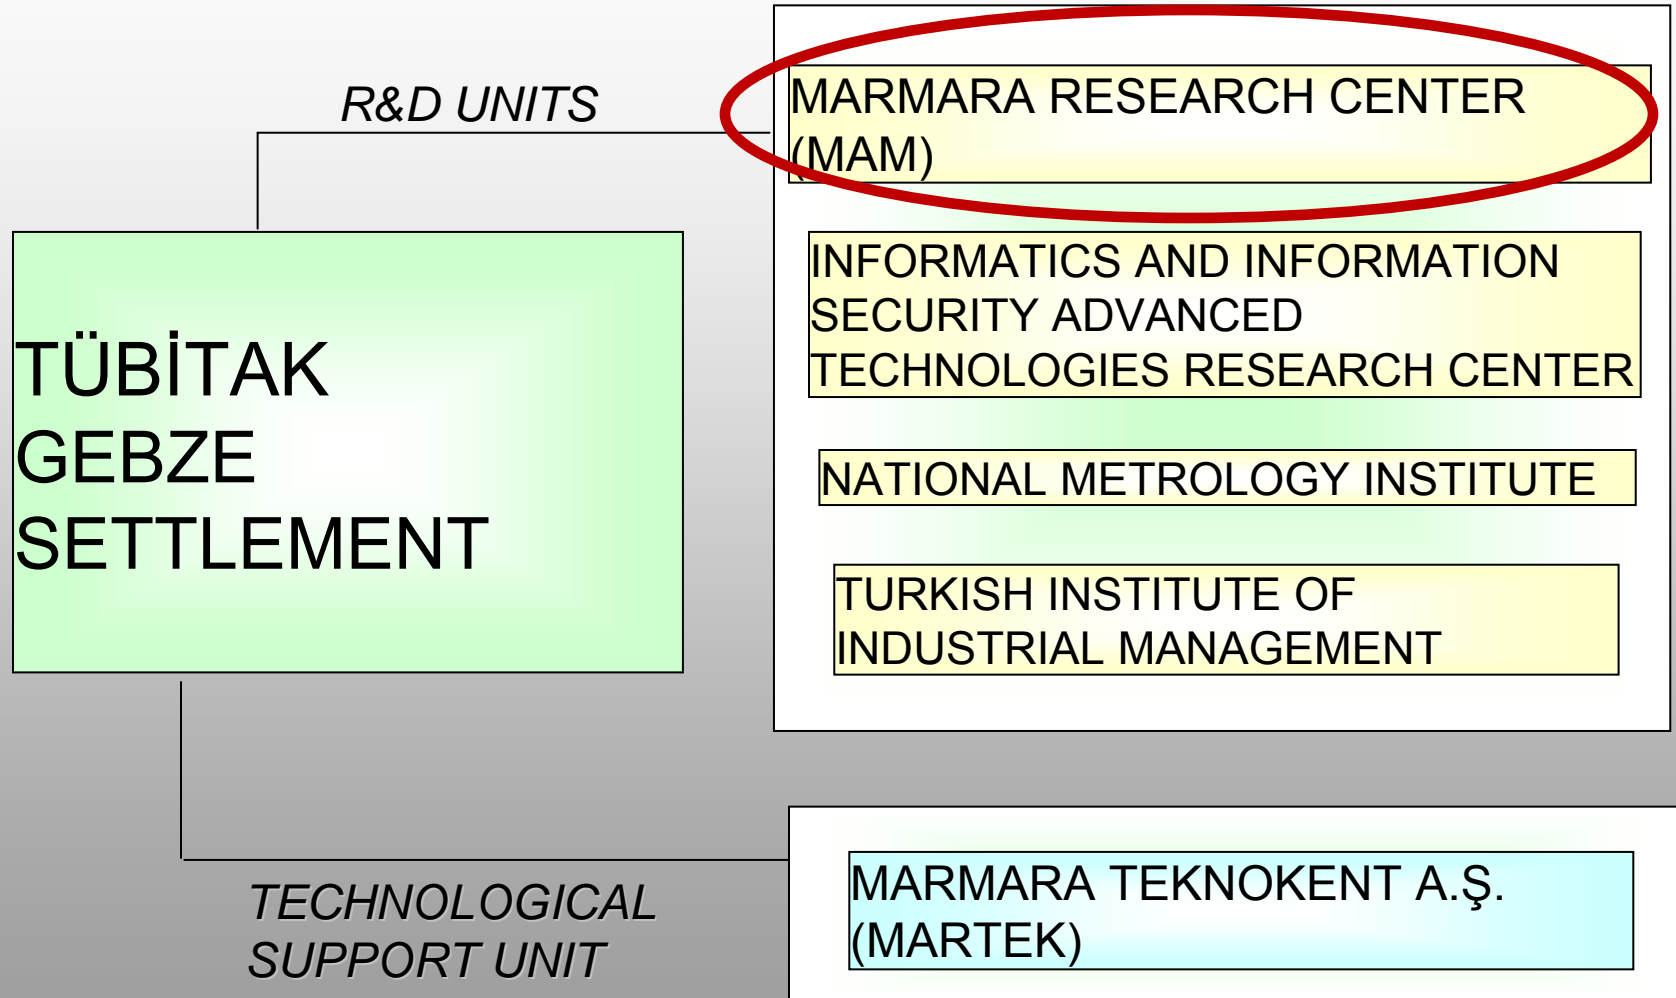 R&D UNITS
MARMARA RESEARCH CENTER
(MAM)
INFORMATICS AND INFORMATION
SECURITY ADVANCED
TECHNOLOGIES RESEARCH CENTER
NATIONAL METROLOGY INSTITUTE
TURKISH INSTITUTE OF
INDUSTRIAL MANAGEMENT
TÜBİTAK
GEBZE
SETTLEMENT
TECHNOLOGICAL
SUPPORT UNIT
MARMARA TEKNOKENT A.Ş.
(MARTEK)